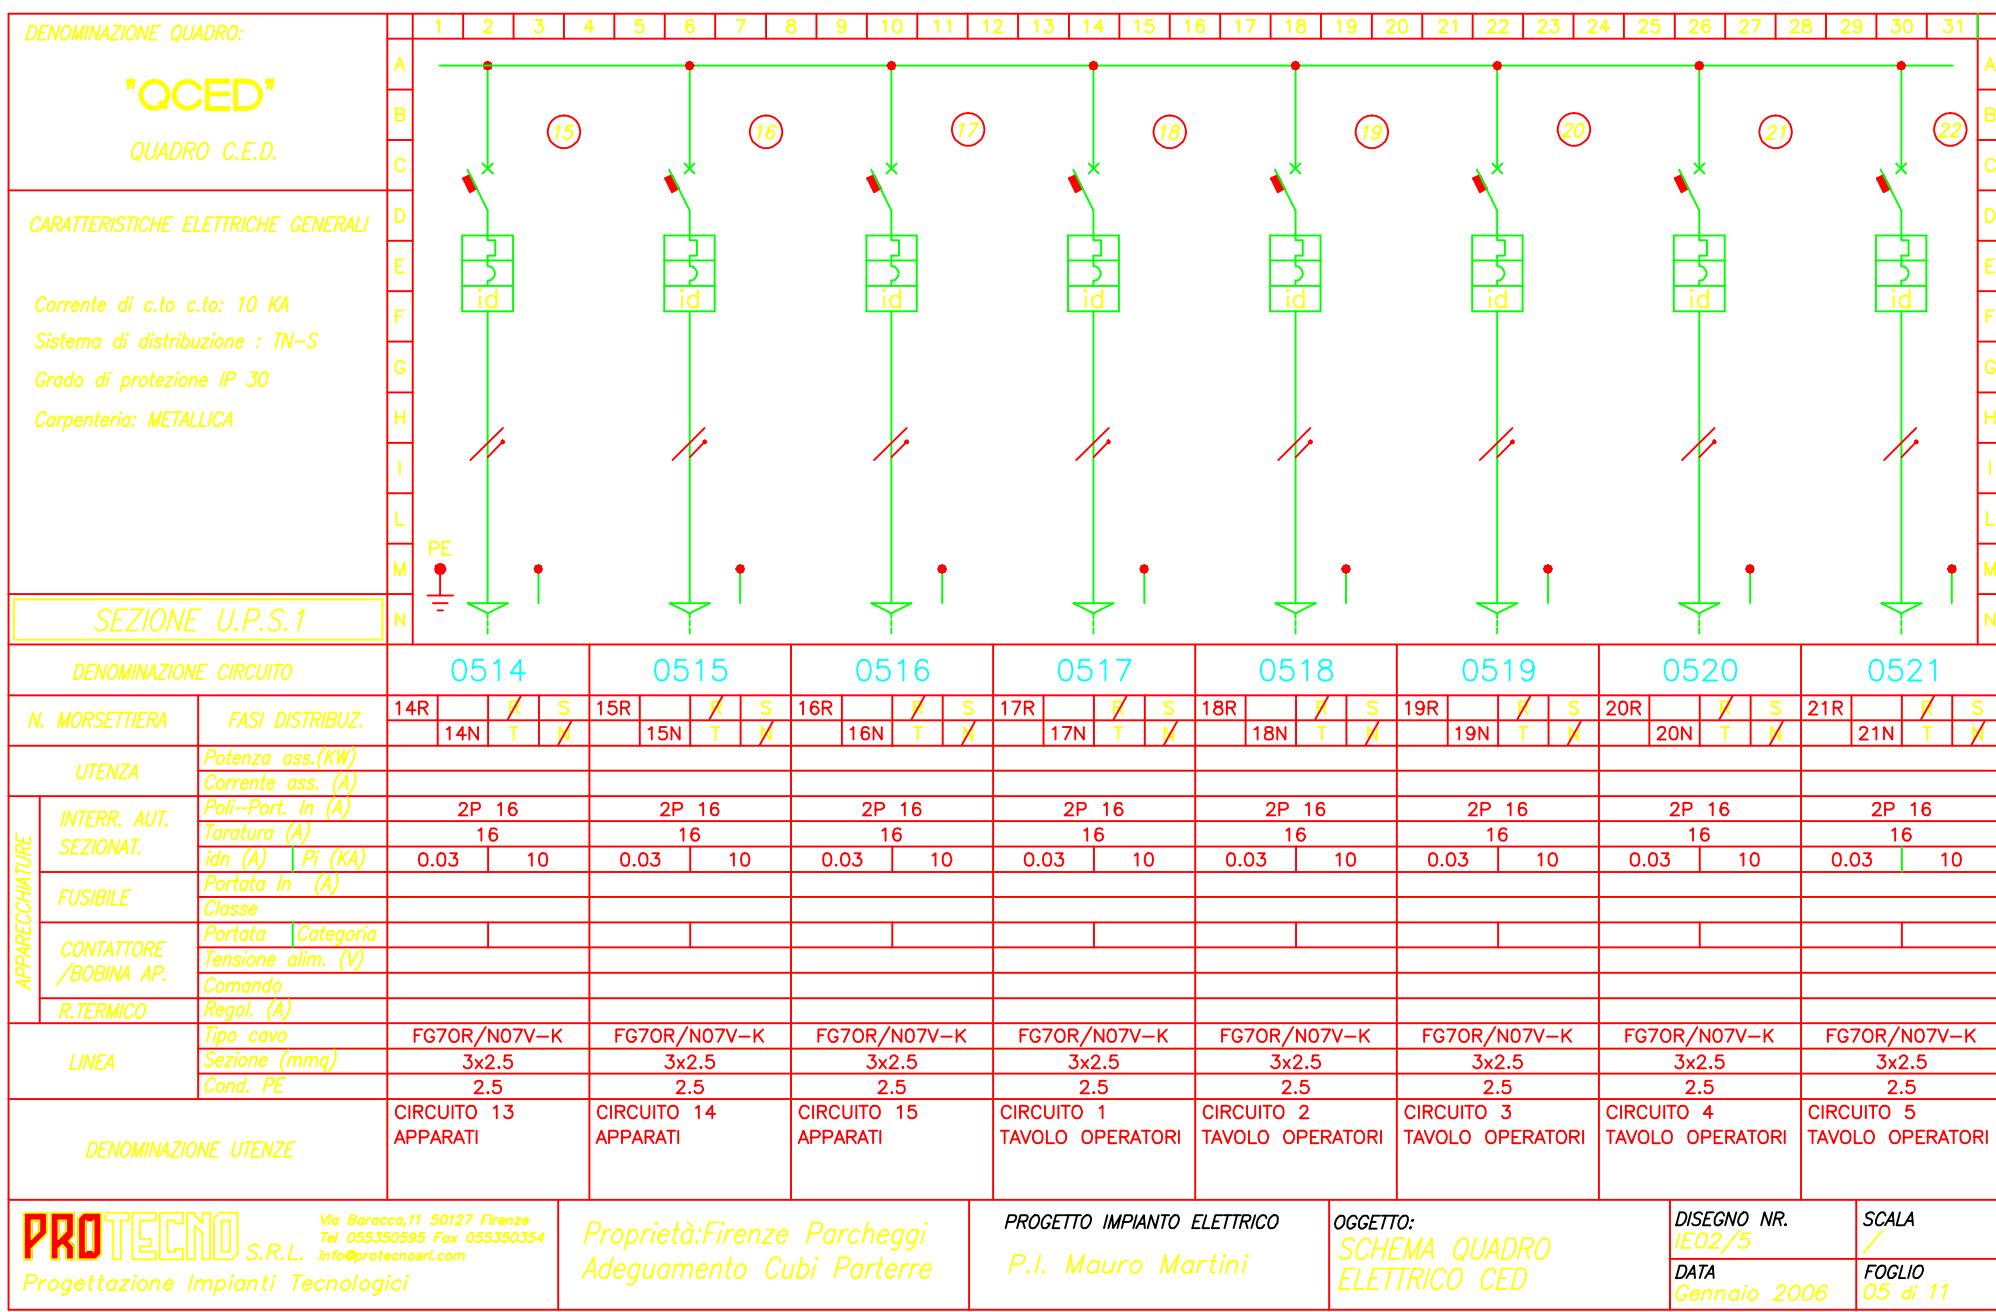 DENOMINAZIONE QUADRO:
"QCED"
QUADRO C.E.D.
CARATTERISTICHE ELETTRICHE GENERALI
Corrente di c.to c.to: 10 KA
Sistema di distribuzione : TN-S
Grado di protezione IP 30
Carpenteria: METALLICA
SEZIONE U.P.S.1
1 2 3 4 5 6 7 8 9 10 11 12 13 14 15 16 17 18 19 20 21 22 23 24 25 26 27 28 29 30 31
A A
B B
15 16 17 18 19 20 21 22
C C
D D
E E
id id id id id id id id
F F
G G
H H
I I
L L
PE
M M
N N
DENOMINAZIONE CIRCUITO 0514 0515 0516 0517 0518 0519 0520 0521
N. MORSETTIERA FASI DISTRIBUZ.
14R R S 15R R S 16R R S 17R R S 18R R S 19R R S 20R R S 21R R S
14N T N 15N T N 16N T N 17N T N 18N T N 19N T N 20N T N 21N T N
UTENZA
Potenza ass.(KW)
Corrente ass. (A)
APPARECCHIATURE
INTERR. AUT.
SEZIONAT.
Poli-Port. In (A) 2P 16 2P 16 2P 16 2P 16 2P 16 2P 16 2P 16 2P 16
Taratura (A) 16 16 16 16 16 16 16 16
idn (A) Pi (KA) 0.03 10 0.03 10 0.03 10 0.03 10 0.03 10 0.03 10 0.03 10 0.03 10
FUSIBILE
Portata In (A)
Classe
CONTATTORE
/BOBINA AP.
Portata Categoria
Tensione alim. (V)
Comando
R.TERMICO Regol. (A)
LINEA
Tipo cavo FG7OR/N07V-K FG7OR/N07V-K FG7OR/N07V-K FG7OR/N07V-K FG7OR/N07V-K FG7OR/N07V-K FG7OR/N07V-K FG7OR/N07V-K
Sezione (mmq) 3x2.5 3x2.5 3x2.5 3x2.5 3x2.5 3x2.5 3x2.5 3x2.5
Cond. PE 2.5 2.5 2.5 2.5 2.5 2.5 2.5 2.5
DENOMINAZIONE UTENZE
CIRCUITO 13 CIRCUITO 14 CIRCUITO 15 CIRCUITO 1 CIRCUITO 2 CIRCUITO 3 CIRCUITO 4 CIRCUITO 5
APPARATI APPARATI APPARATI TAVOLO OPERATORI TAVOLO OPERATORI TAVOLO OPERATORI TAVOLO OPERATORI TAVOLO OPERATORI
PROTECNO S.R.L.
Via Baracca,11 50127 Firenze
Tel 055350595 Fax 055350354
info@protecnosrl.com
Progettazione Impianti Tecnologici
Proprietà:Firenze Parcheggi
Adeguamento Cubi Parterre
PROGETTO IMPIANTO ELETTRICO
P.I. Mauro Martini
OGGETTO:
SCHEMA QUADRO
ELETTRICO CED
DISEGNO NR.
IE02/5
SCALA
/
DATA
Gennaio 2006
FOGLIO
05 di 11